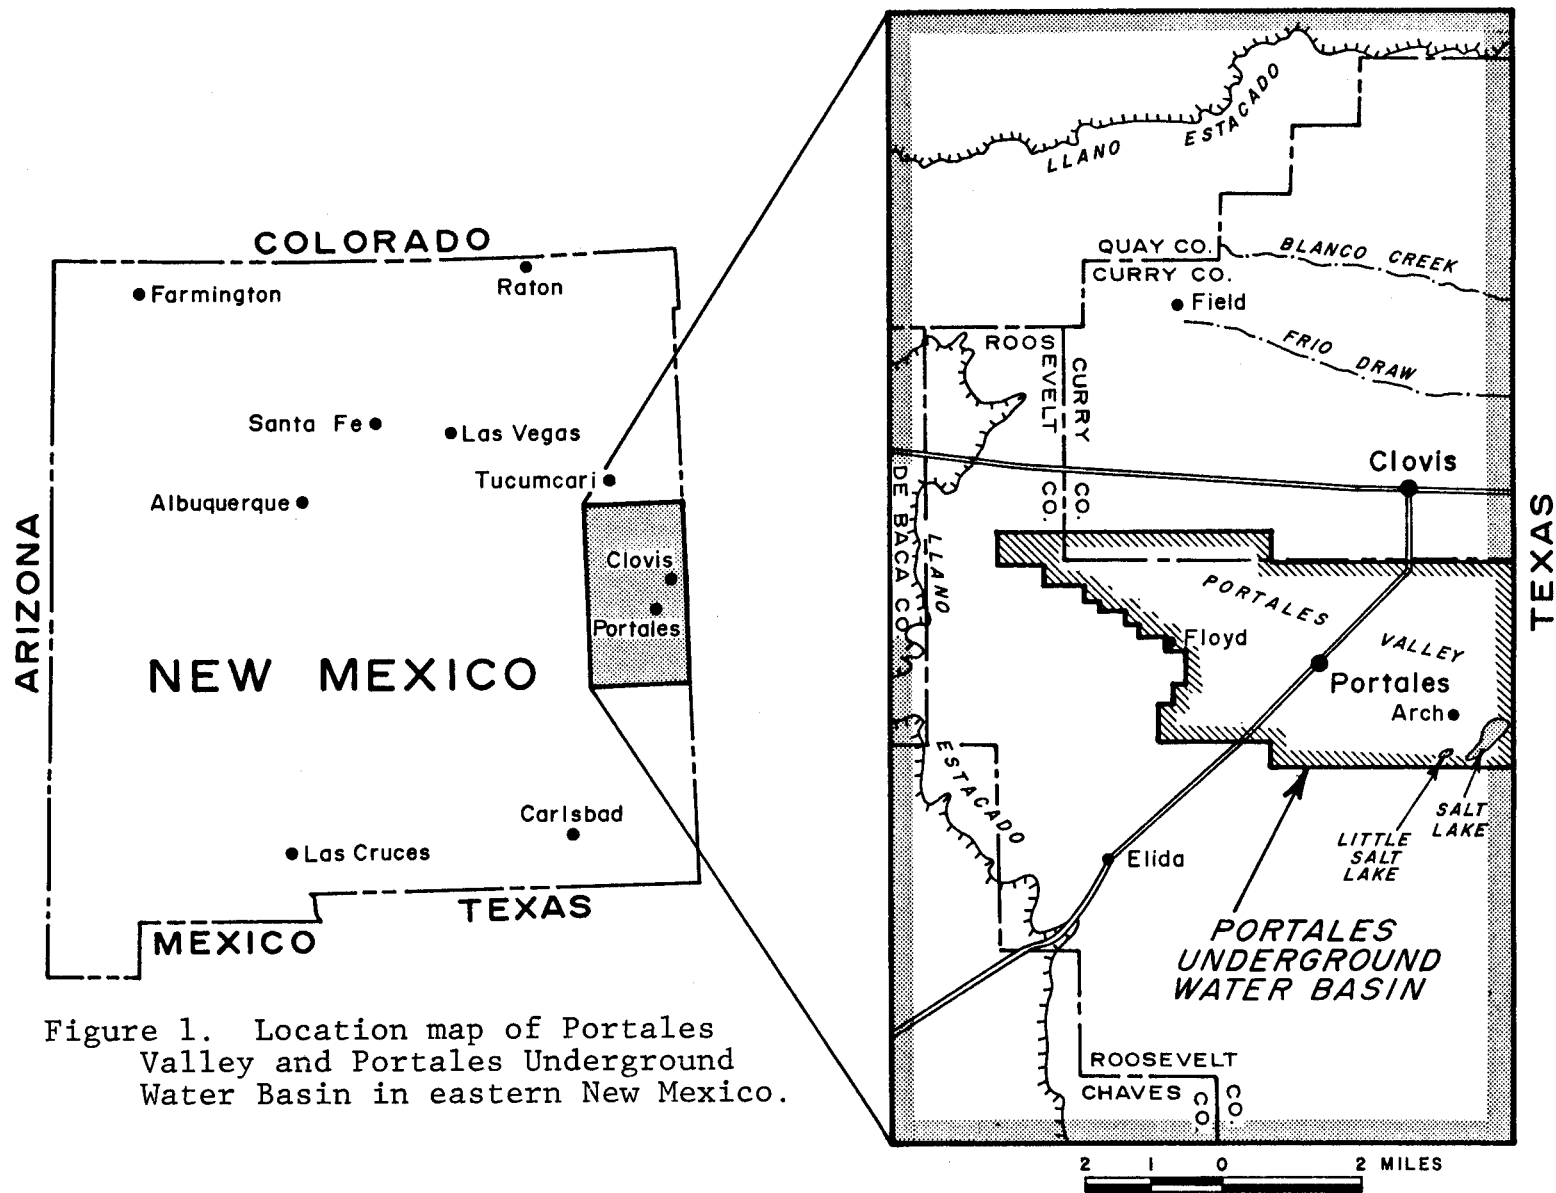 COLORADO
Farmington
Raton
Santa Fe
Las Vegas
Tucumcari
Albuquerque
Clovis
Portales
ARIZONA
NEW MEXICO
Carlsbad
Las Cruces
TEXAS
MEXICO
Figure 1. Location map of Portales
Valley and Portales Underground
Water Basin in eastern New Mexico.
LLANO ESTACADO
QUAY CO.
CURRY CO.
BLANCO CREEK
Field
FRIO DRAW
ROOSEVELT CO.
CURRY CO.
Clovis
DE BACA CO.
LLANO ESTACADO
TEXAS
PORTALES VALLEY
Floyd
Portales
Arch
SALT
LAKE
LITTLE
SALT
LAKE
Elida
PORTALES
UNDERGROUND
WATER BASIN
ROOSEVELT CO.
CHAVES CO.
2 1 0 2 MILES